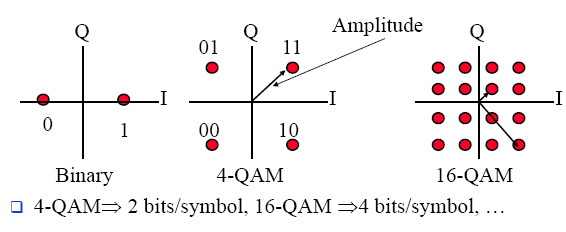 Q Q Amplitude Q
01 11
I I I
0 1 00 10
Binary 4-QAM 16-QAM
4-QAM⇒ 2 bits/symbol, 16-QAM ⇒4 bits/symbol, …